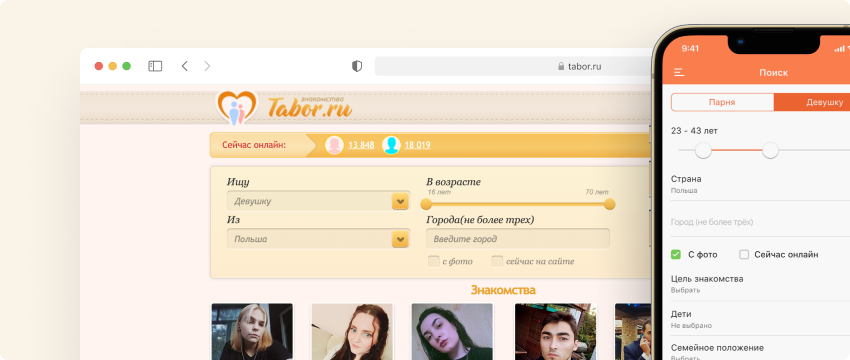 tabor.ru
знакомства
Tabor.ru
Сейчас онлайн: 13 848 18 019
Ищу
Девушку
В возрасте
16 лет 70 лет
Из
Польша
Города(не более трех)
Введите город
с фото сейчас на сайте
Знакомства
9:41
Поиск
Парня Девушку
23 - 43 лет
Страна
Польша
Город (не более трёх)
С фото Сейчас онлайн
Цель знакомства
Выбрать
Дети
Не выбрано
Семейное положение
Выбрать